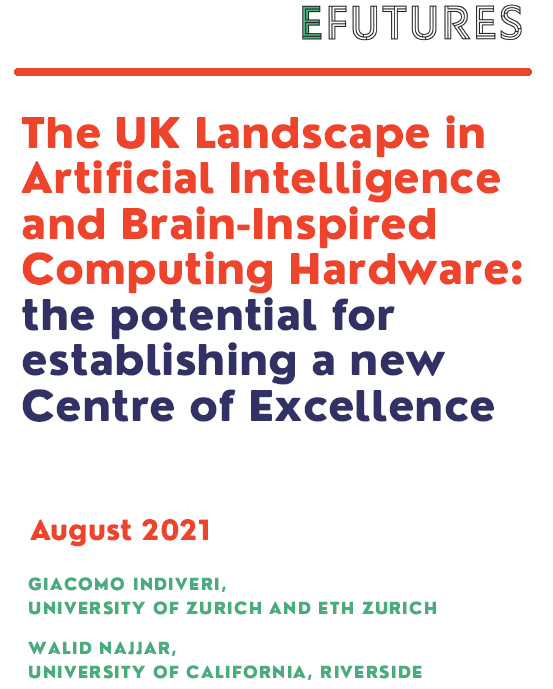 EFUTURES
The UK Landscape in
Artificial Intelligence
and Brain-Inspired
Computing Hardware:
the potential for
establishing a new
Centre of Excellence
August 2021
GIACOMO INDIVERI,
UNIVERSITY OF ZURICH AND ETH ZURICH
WALID NAJJAR,
UNIVERSITY OF CALIFORNIA, RIVERSIDE